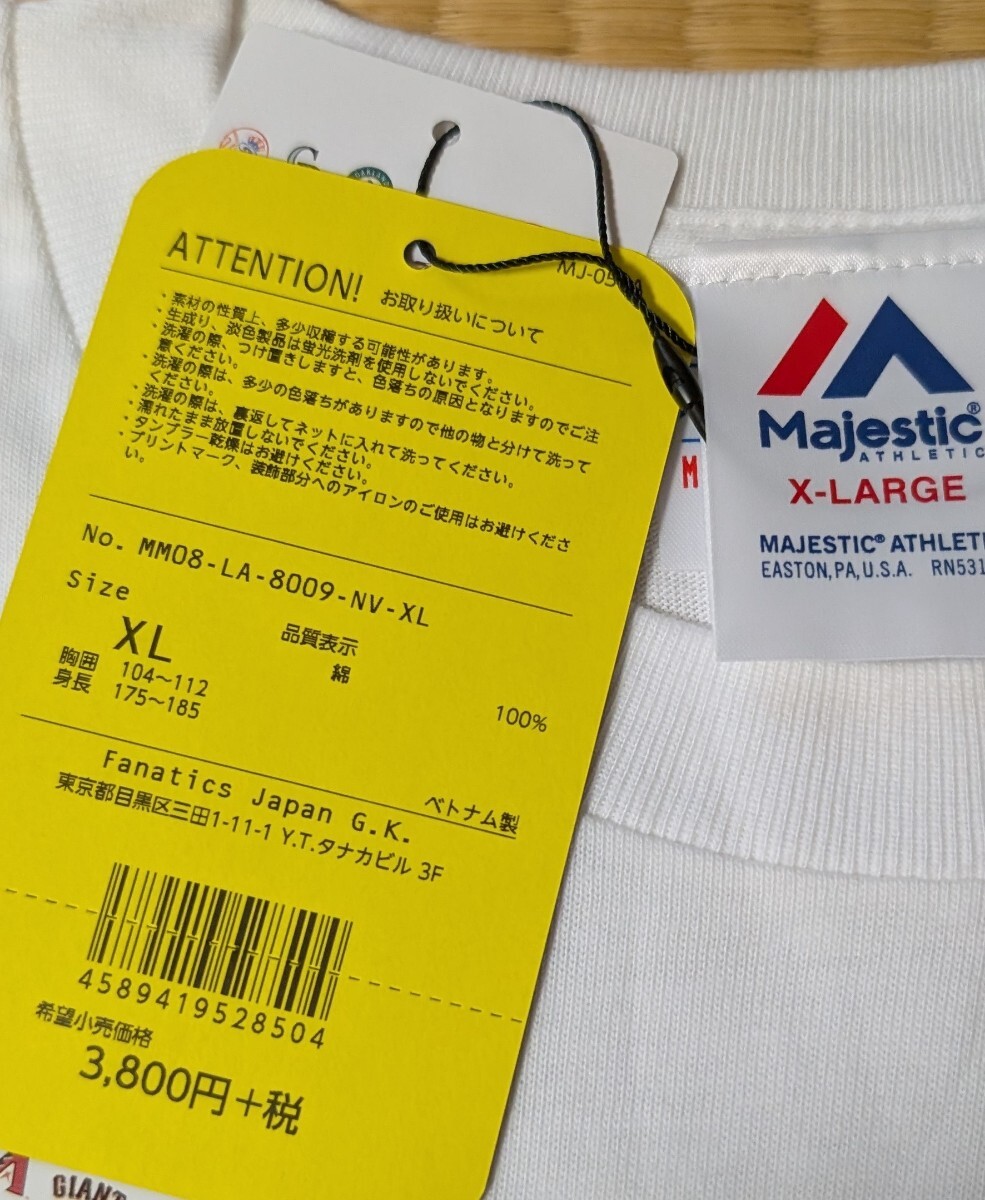 ATTENTION! お取り扱いについて
・素材の性質上、多少収縮する可能性があります。
・生成り、淡色製品は蛍光洗剤を使用しないでください。
・洗濯の際、つけ置きしますと、色落ちの原因となりますのでご注
意ください。
・洗濯の際は、多少の色落ちがありますので他の物と分けて洗って
ください。
・洗濯の際は、裏返してネットに入れて洗ってください。
・濡れたまま放置しないでください。
・タンブラー乾燥はお避けください。
・プリントマーク、装飾部分へのアイロンのご使用はお避けくださ
い。
No. MM08-LA-8009-NV-XL
Size
XL
品質表示
胸囲 104～112
綿 100%
身長 175～185
Fanatics Japan G.K.
ベトナム製
東京都目黒区三田1-11-1 Y.T.タナカビル 3F
4589419528504
希望小売価格
3,800円+税
GIANT
M
Majestic®
ATHLETIC
X-LARGE
MAJESTIC® ATHLETI
EASTON, PA, U.S.A. RN531